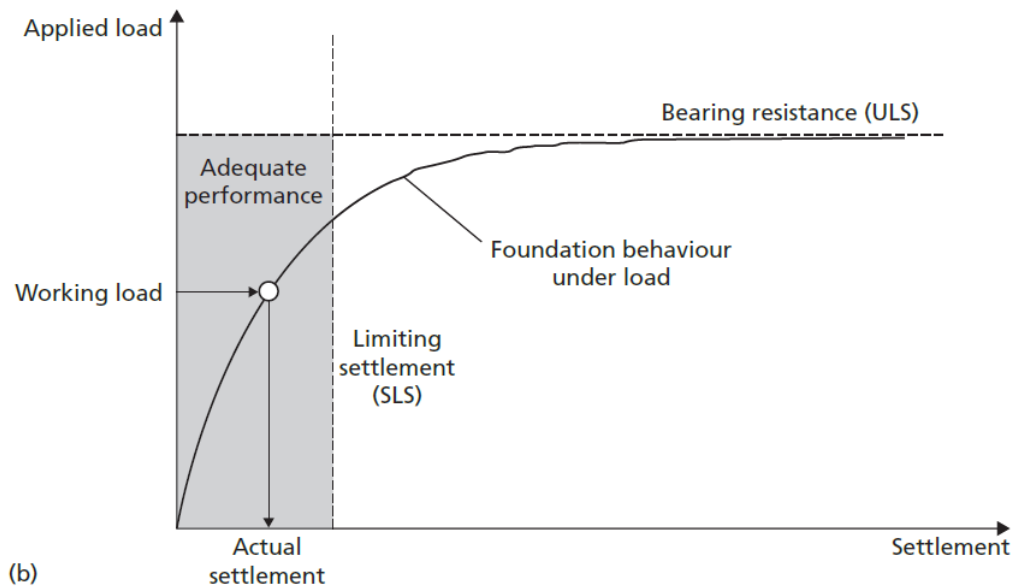 Applied load
Bearing resistance (ULS)
Adequate
performance
Foundation behaviour
under load
Working load
Limiting
settlement
(SLS)
Actual
settlement
Settlement
(b)